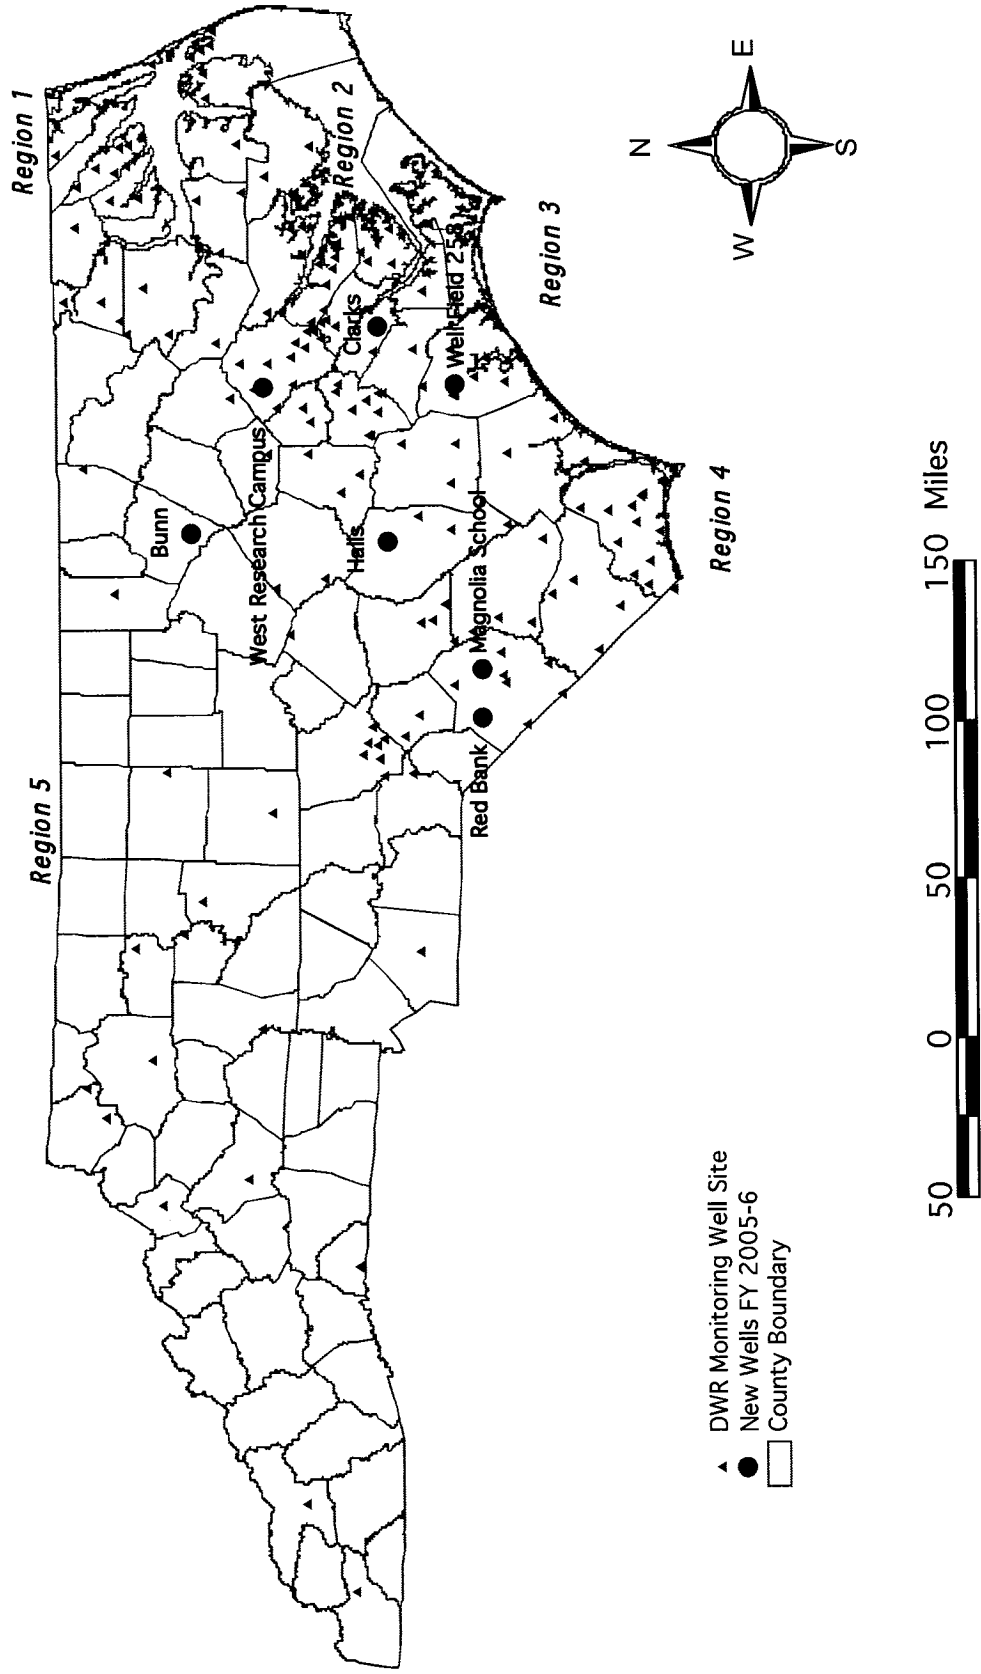 Region 1
Region 2
Region 3
Region 4
Region 5
Bunn
West Research Campus
Clarks
Well Field 258
Halls
Magnolia School
Red Bank
N
E
S
W
DWR Monitoring Well Site
New Wells FY 2005-6
County Boundary
50 0 50 100 150 Miles